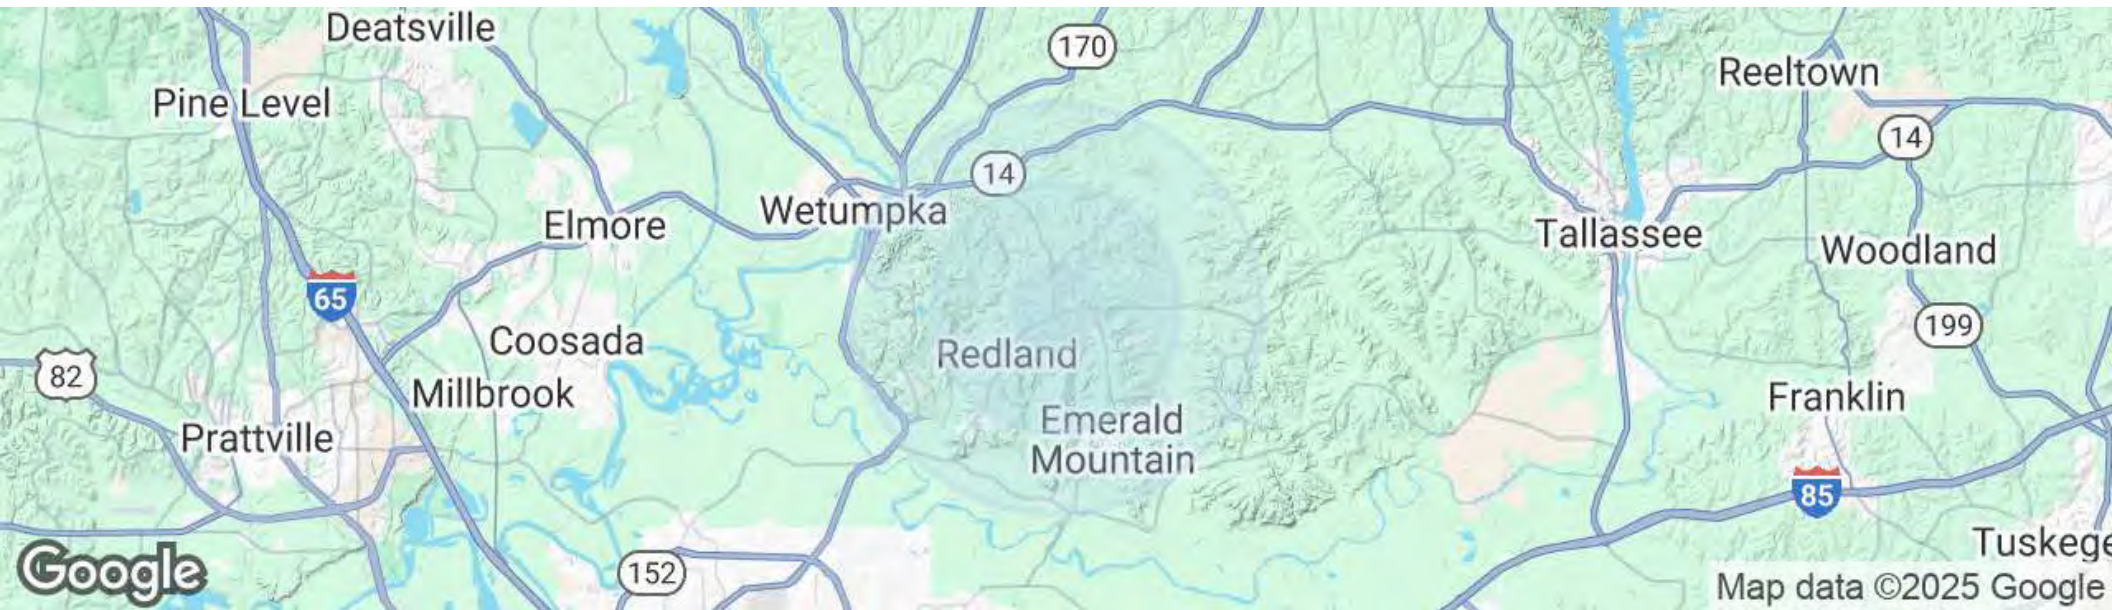 Deatsville
170
Reeltown
Pine Level
14
14
Wetumpka
Elmore
Tallassee
Woodland
65
199
Coosada
Redland
82
Millbrook
Franklin
Emerald
Mountain
Prattville
85
Tuskege
Google
152
Map data ©2025 Google